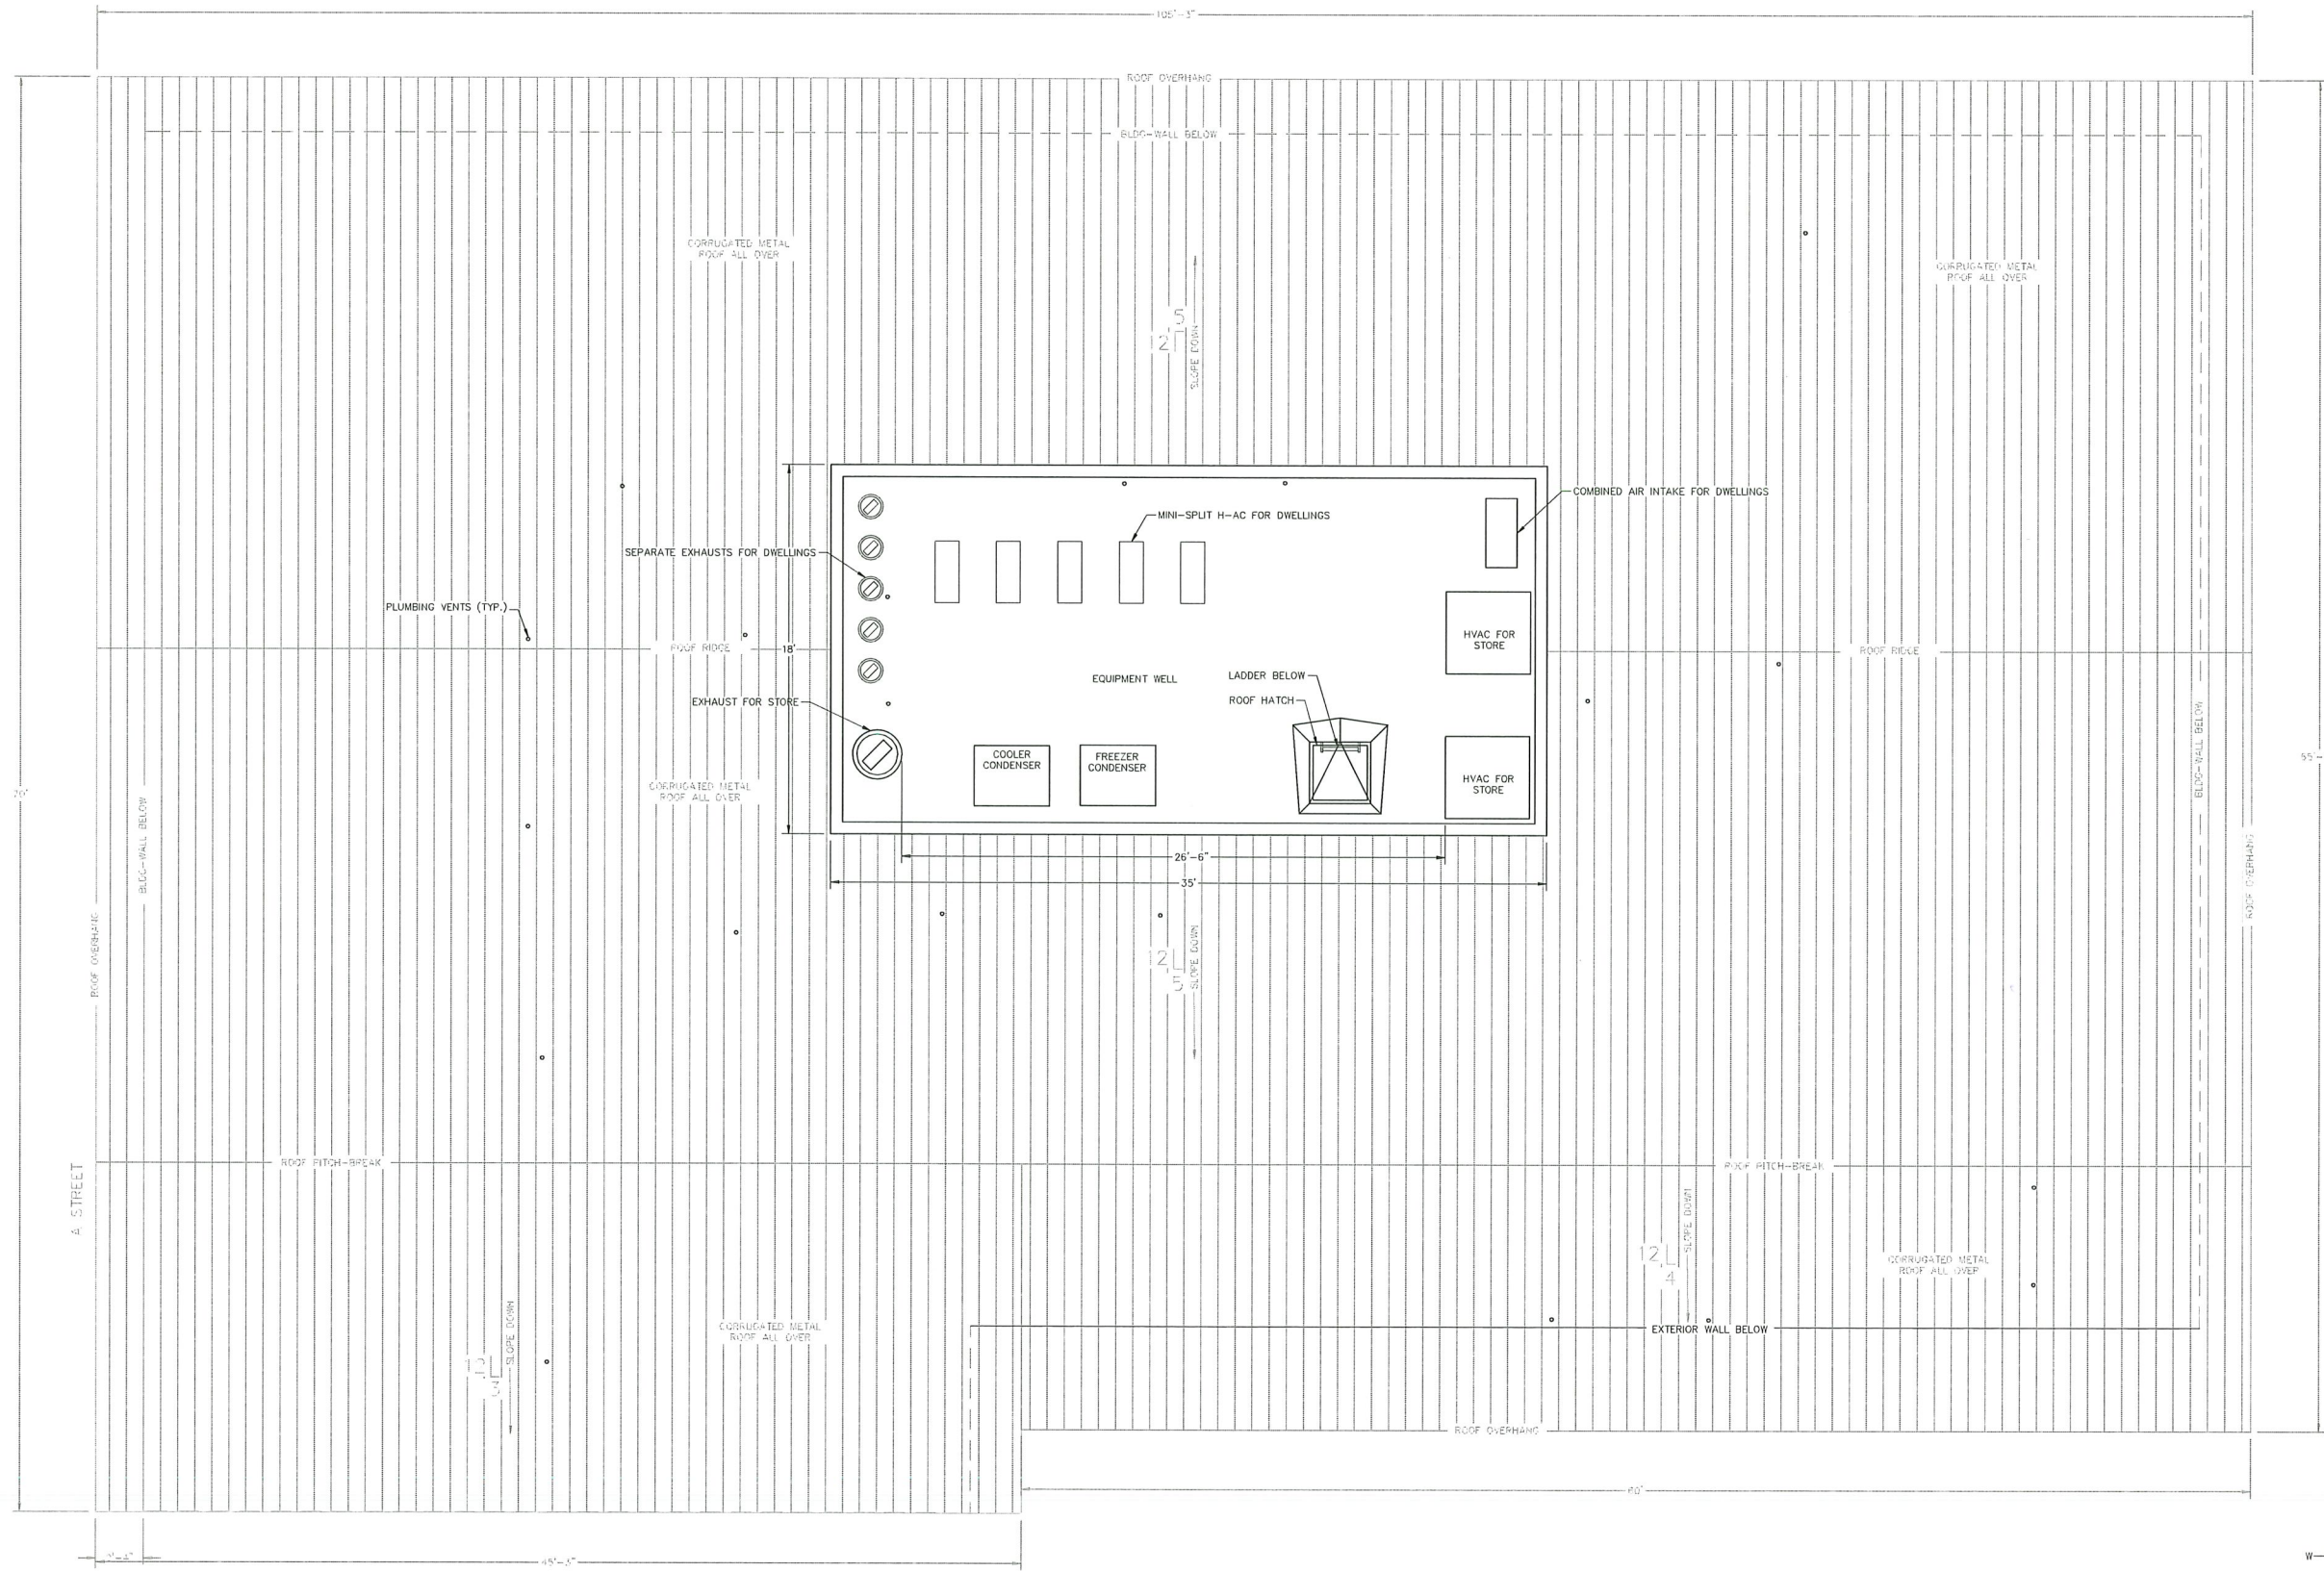 105'-3"
ROOF OVERHANG
BLDG-WALL BELOW
CORRUGATED METAL
ROOF ALL OVER
CORRUGATED METAL
ROOF ALL OVER
5
12
SLOPE DOWN
COMBINED AIR INTAKE FOR DWELLINGS
MINI-SPLIT H-AC FOR DWELLINGS
SEPARATE EXHAUSTS FOR DWELLINGS
PLUMBING VENTS (TYP.)
ROOF RIDGE
18'
HVAC FOR
STORE
ROOF RIDGE
EQUIPMENT WELL
LADDER BELOW
ROOF HATCH
EXHAUST FOR STORE
COOLER
CONDENSER
FREEZER
CONDENSER
HVAC FOR
STORE
BLDG-WALL BELOW
55'
70'
CORRUGATED METAL
ROOF ALL OVER
BLDG-WALL BELOW
ROOF OVERHANG
26'-6"
35'
ROOF OVERHANG
12
5
SLOPE DOWN
ROOF PITCH-BREAK
ROOF PITCH-BREAK
A STREET
SLOPE DOWN
12
4
CORRUGATED METAL
ROOF ALL OVER
EXTERIOR WALL BELOW
CORRUGATED METAL
ROOF ALL OVER
SLOPE DOWN
12
ROOF OVERHANG
60'
45'-3"
W